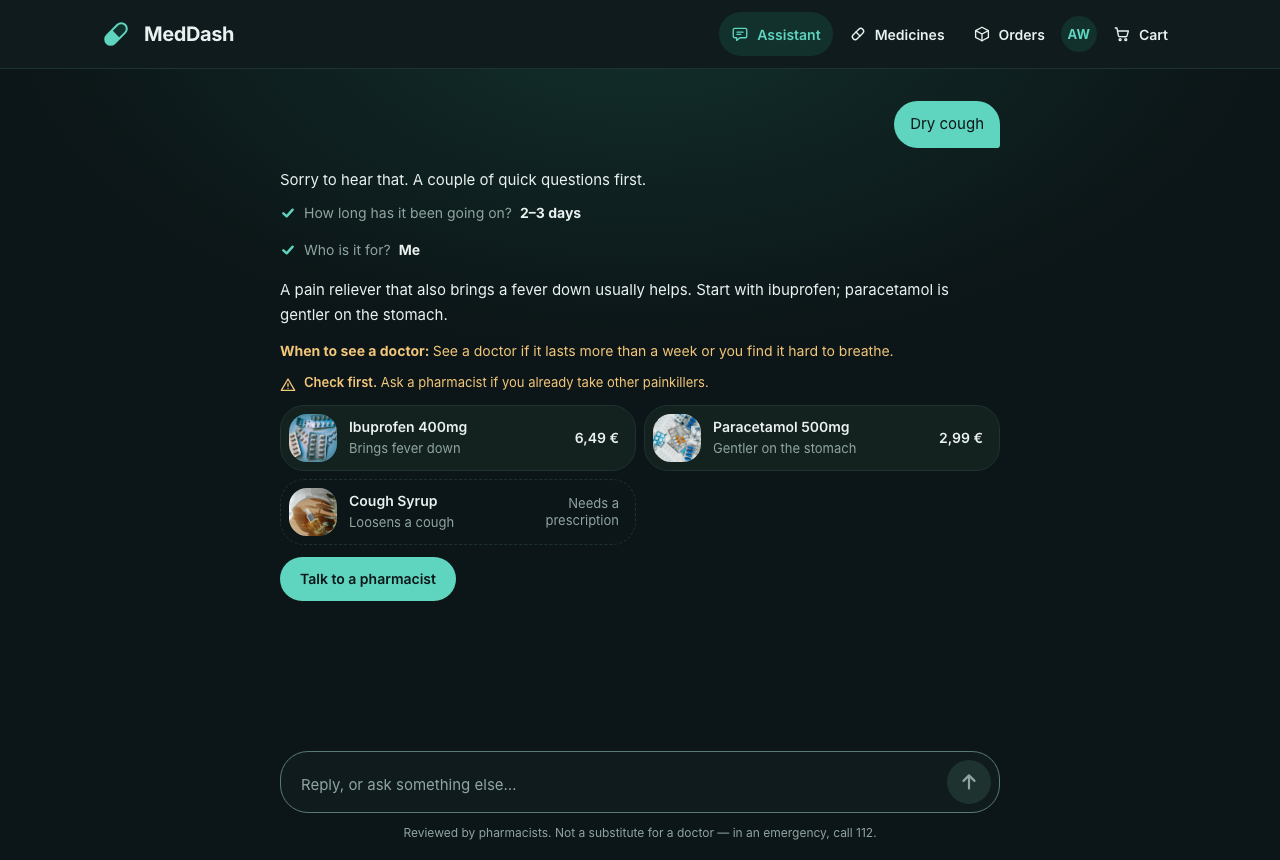 MedDash
Assistant
Medicines
Orders
AW
Cart
Dry cough
Sorry to hear that. A couple of quick questions first.
How long has it been going on? 2–3 days
Who is it for? Me
A pain reliever that also brings a fever down usually helps. Start with ibuprofen; paracetamol is
gentler on the stomach.
When to see a doctor: See a doctor if it lasts more than a week or you find it hard to breathe.
Check first. Ask a pharmacist if you already take other painkillers.
Ibuprofen 400mg
Brings fever down
6,49 €
Paracetamol 500mg
Gentler on the stomach
2,99 €
Cough Syrup
Loosens a cough
Needs a
prescription
Talk to a pharmacist
Reply, or ask something else...
Reviewed by pharmacists. Not a substitute for a doctor — in an emergency, call 112.